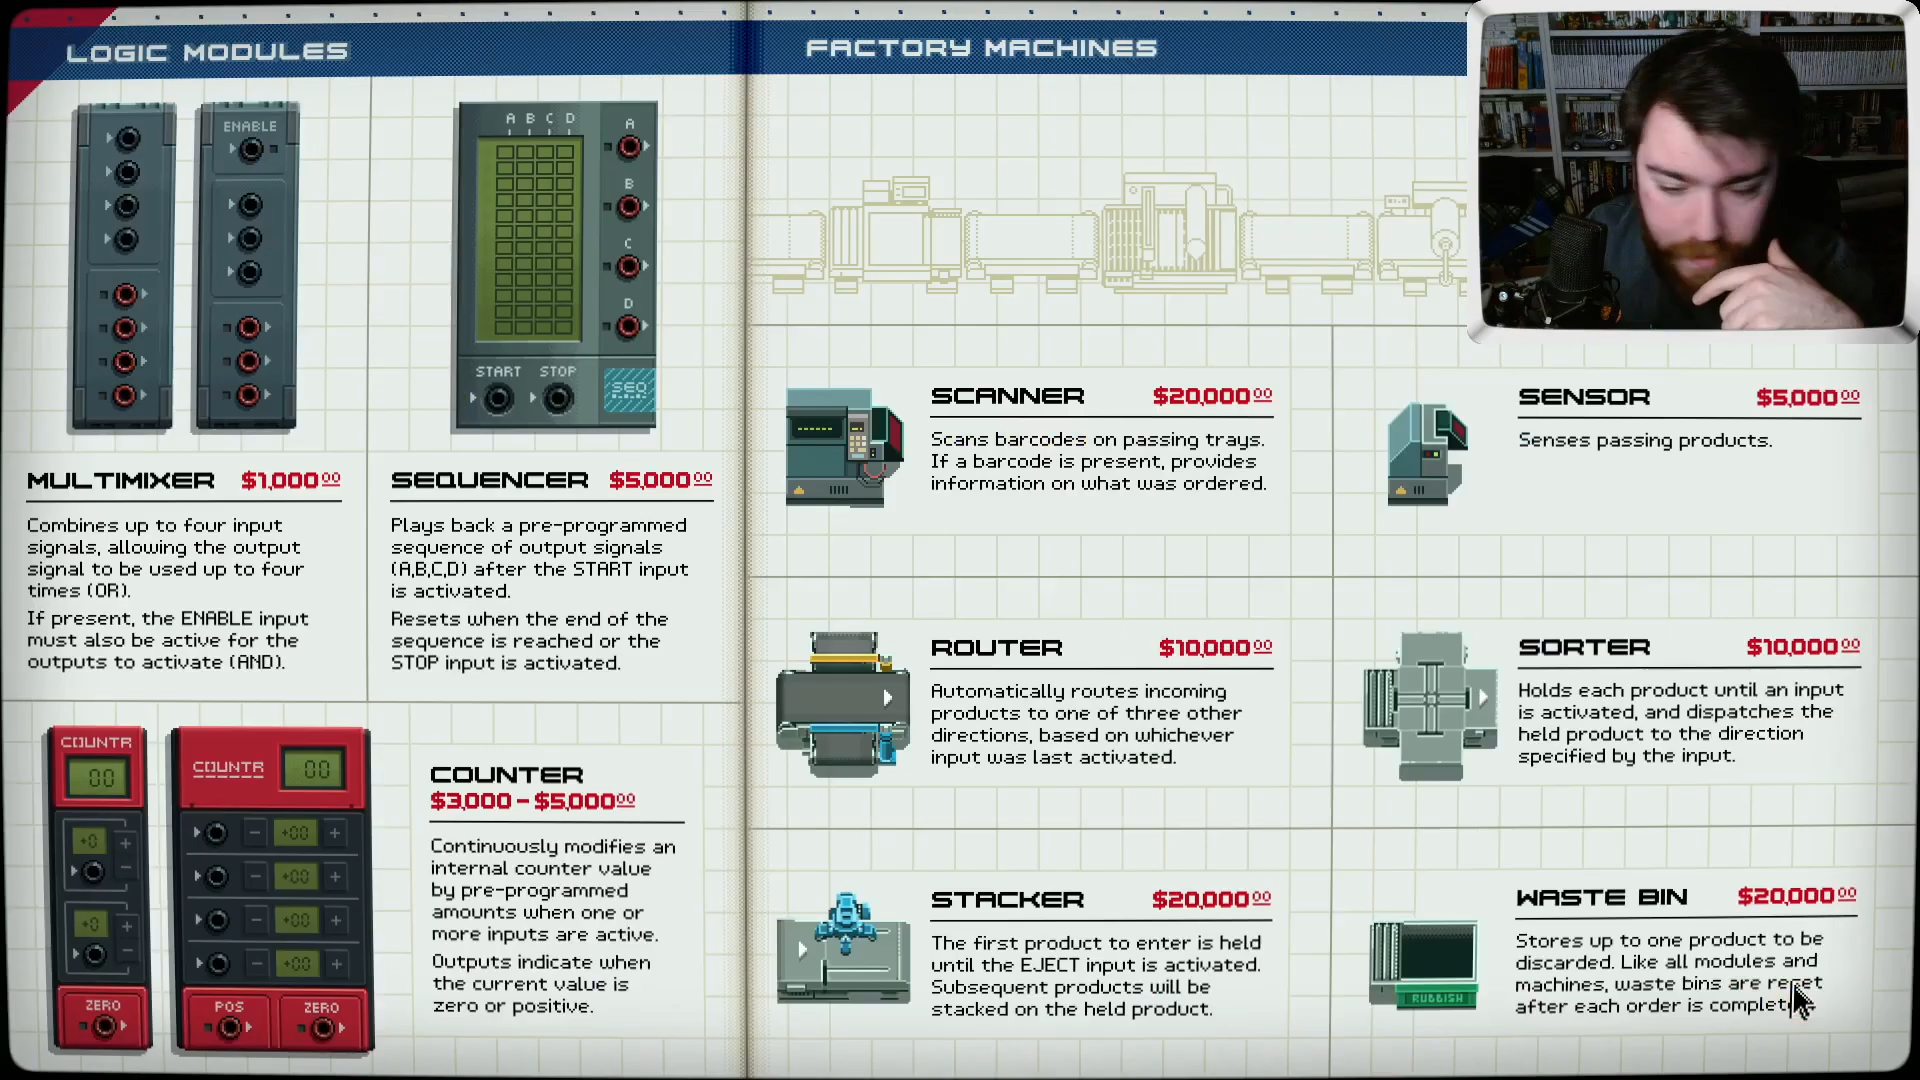 LOGIC MODULES
A B C D
ENABLE
A
B
C
D
START STOP
SEQ
MULTIMIXER $1,000.00
Combines up to four input
signals, allowing the output
signal to be used up to four
times (OR).
If present, the ENABLE input
must also be active for the
outputs to activate (AND).
SEQUENCER $5,000.00
Plays back a pre-programmed
sequence of output signals
(A,B,C,D) after the START input
is activated.
Resets when the end of the
sequence is reached or the
STOP input is activated.
COUNTR
00
+0
+0
ZERO
COUNTR
00
+00
+00
+00
+00
POS ZERO
COUNTER
$3,000 - $5,000.00
Continuously modifies an
internal counter value
by pre-programmed
amounts when one or
more inputs are active.
Outputs indicate when
the current value is
zero or positive.
FACTORY MACHINES
SCANNER $20,000.00
Scans barcodes on passing trays.
If a barcode is present, provides
information on what was ordered.
SENSOR $5,000.00
Senses passing products.
ROUTER $10,000.00
Automatically routes incoming
products to one of three other
directions, based on whichever
input was last activated.
SORTER $10,000.00
Holds each product until an input
is activated, and dispatches the
held product to the direction
specified by the input.
STACKER $20,000.00
The first product to enter is held
until the EJECT input is activated.
Subsequent products will be
stacked on the held product.
RUBBISH
WASTE BIN $20,000.00
Stores up to one product to be
discarded. Like all modules and
machines, waste bins are reset
after each order is complete